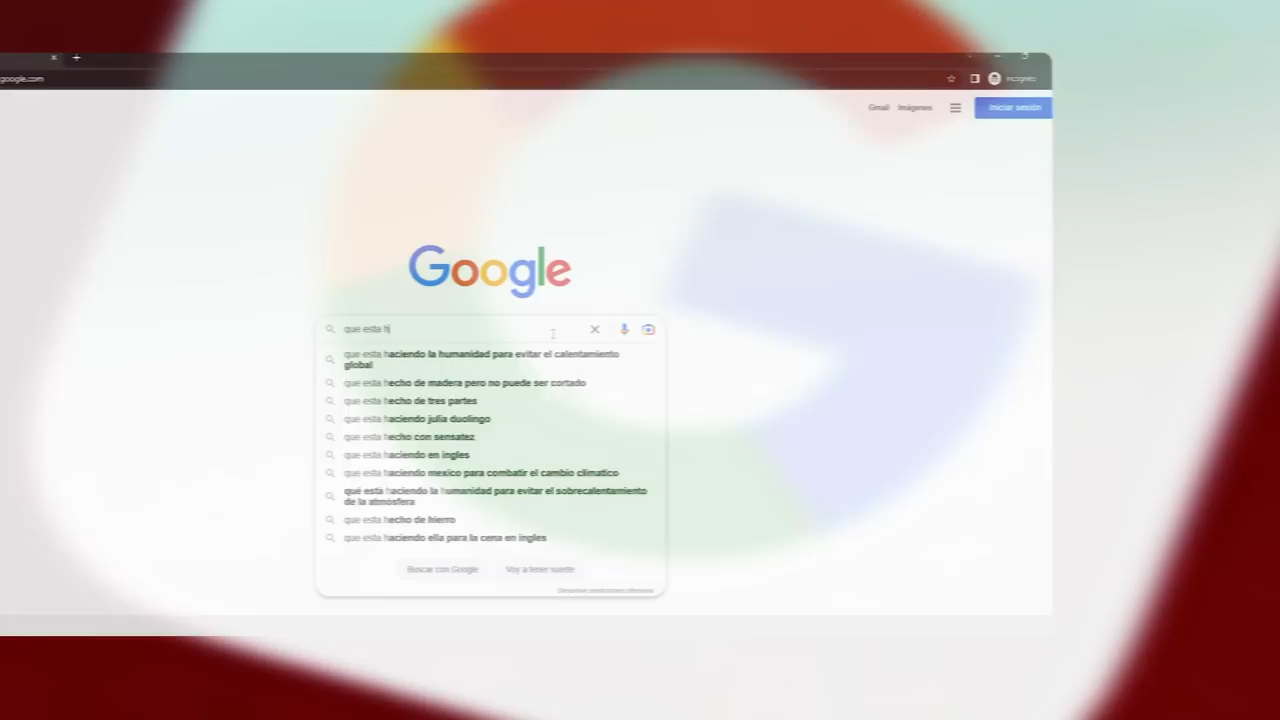 google.com
Incognito
Gmail Imágenes
Iniciar sesión
Google
que esta h
que esta haciendo la humanidad para evitar el calentamiento
global
que esta hecho de madera pero no puede ser cortado
que esta hecho de tres partes
que esta haciendo julia duolingo
que esta hecho con sensatez
que esta haciendo en ingles
que esta haciendo mexico para combatir el cambio climatico
qué está haciendo la humanidad para evitar el sobrecalentamiento
de la atmosfera
que esta hecho de hierro
que esta haciendo ella para la cena en ingles
Buscar con Google Voy a tener suerte